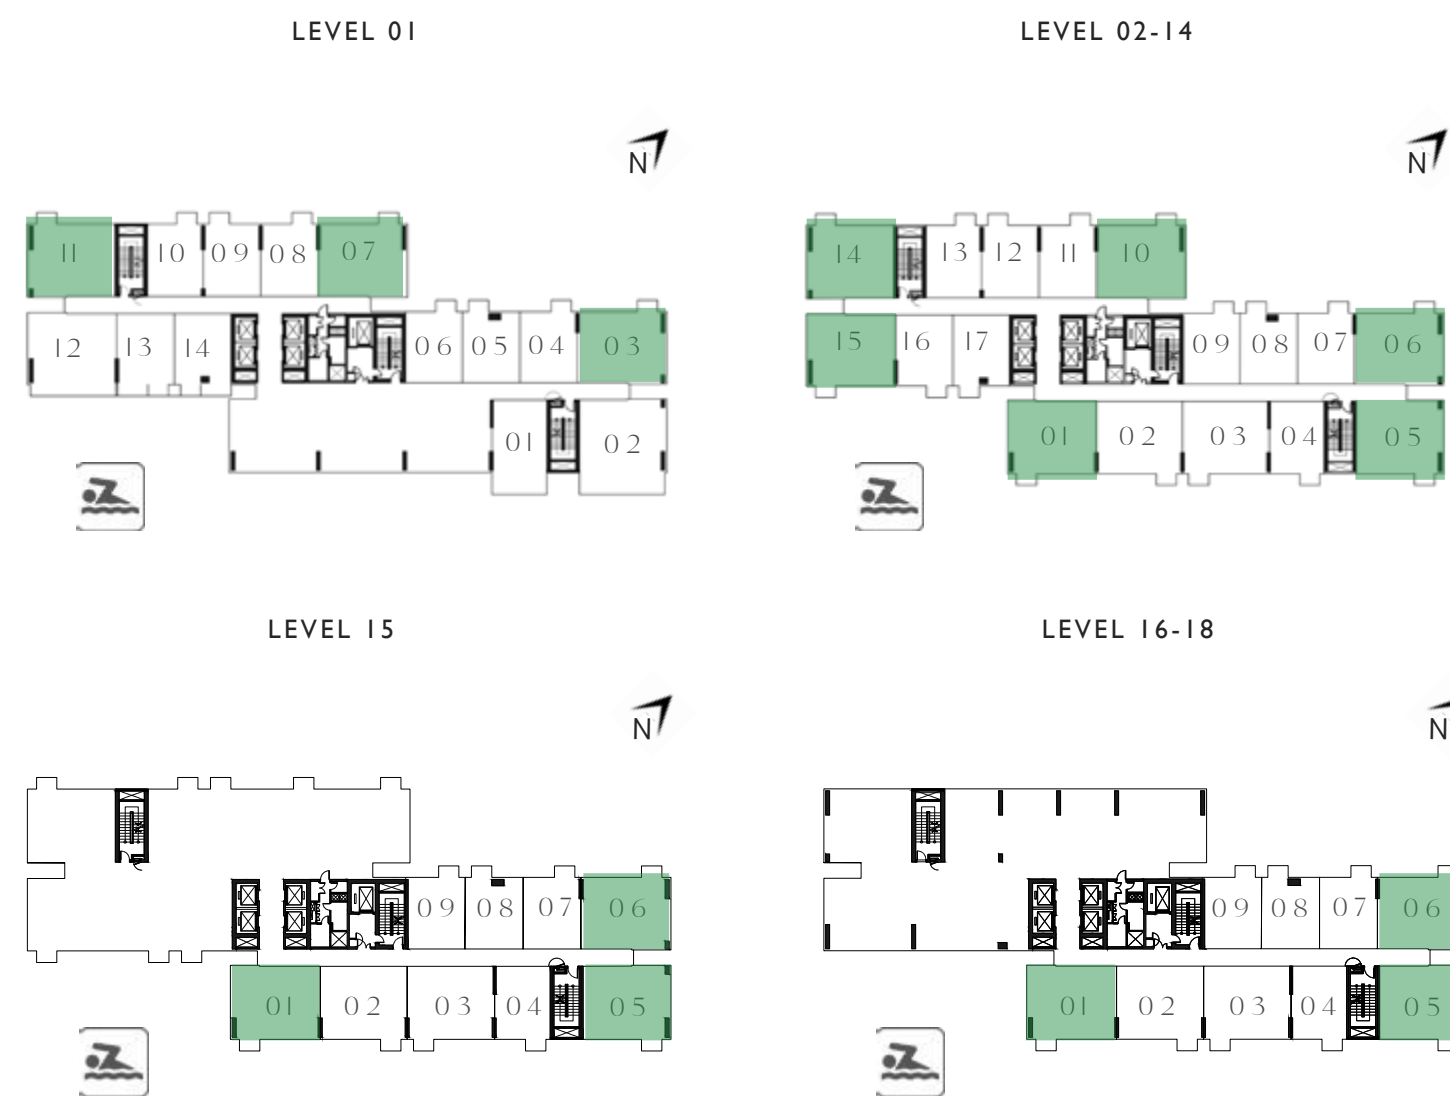 LEVEL 01
LEVEL 02-14
N
N
11 10 09 08 07
14 13 12 11 10
12 13 14 06 05 04 03
15 16 17 09 08 07 06
01 02
01 02 03 04 05
LEVEL 15
LEVEL 16-18
N
N
09 08 07 06
09 08 07 06
01 02 03 04 05
01 02 03 04 05